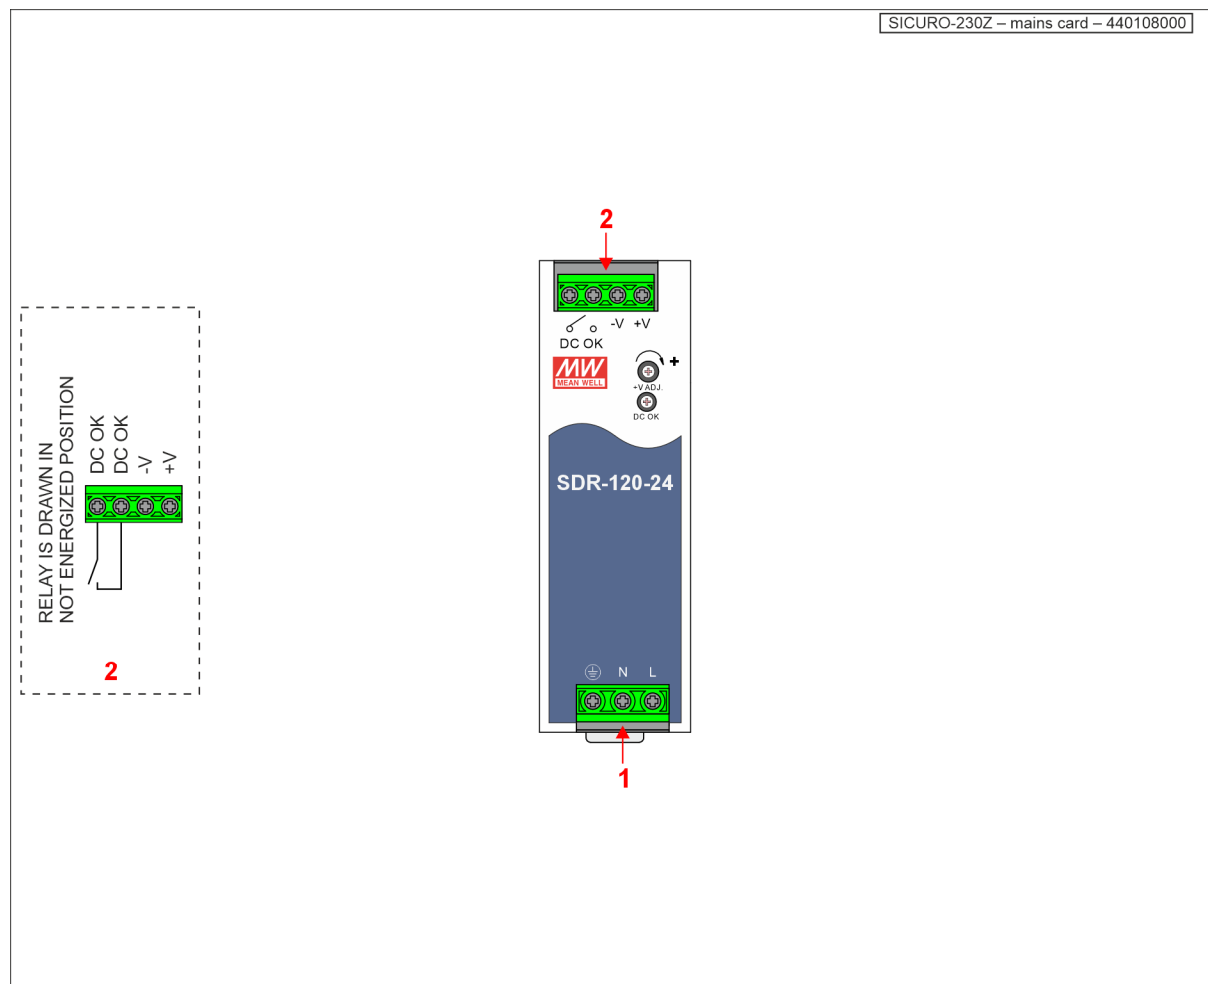 SICURO-230Z – mains card – 440108000
2
-V +V
DC OK
MW
MEAN WELL
+
+V ADJ.
DC OK
SDR-120-24
N L
1
RELAY IS DRAWN IN
NOT ENERGIZED POSITION
DC OK
DC OK
-V
+V
2